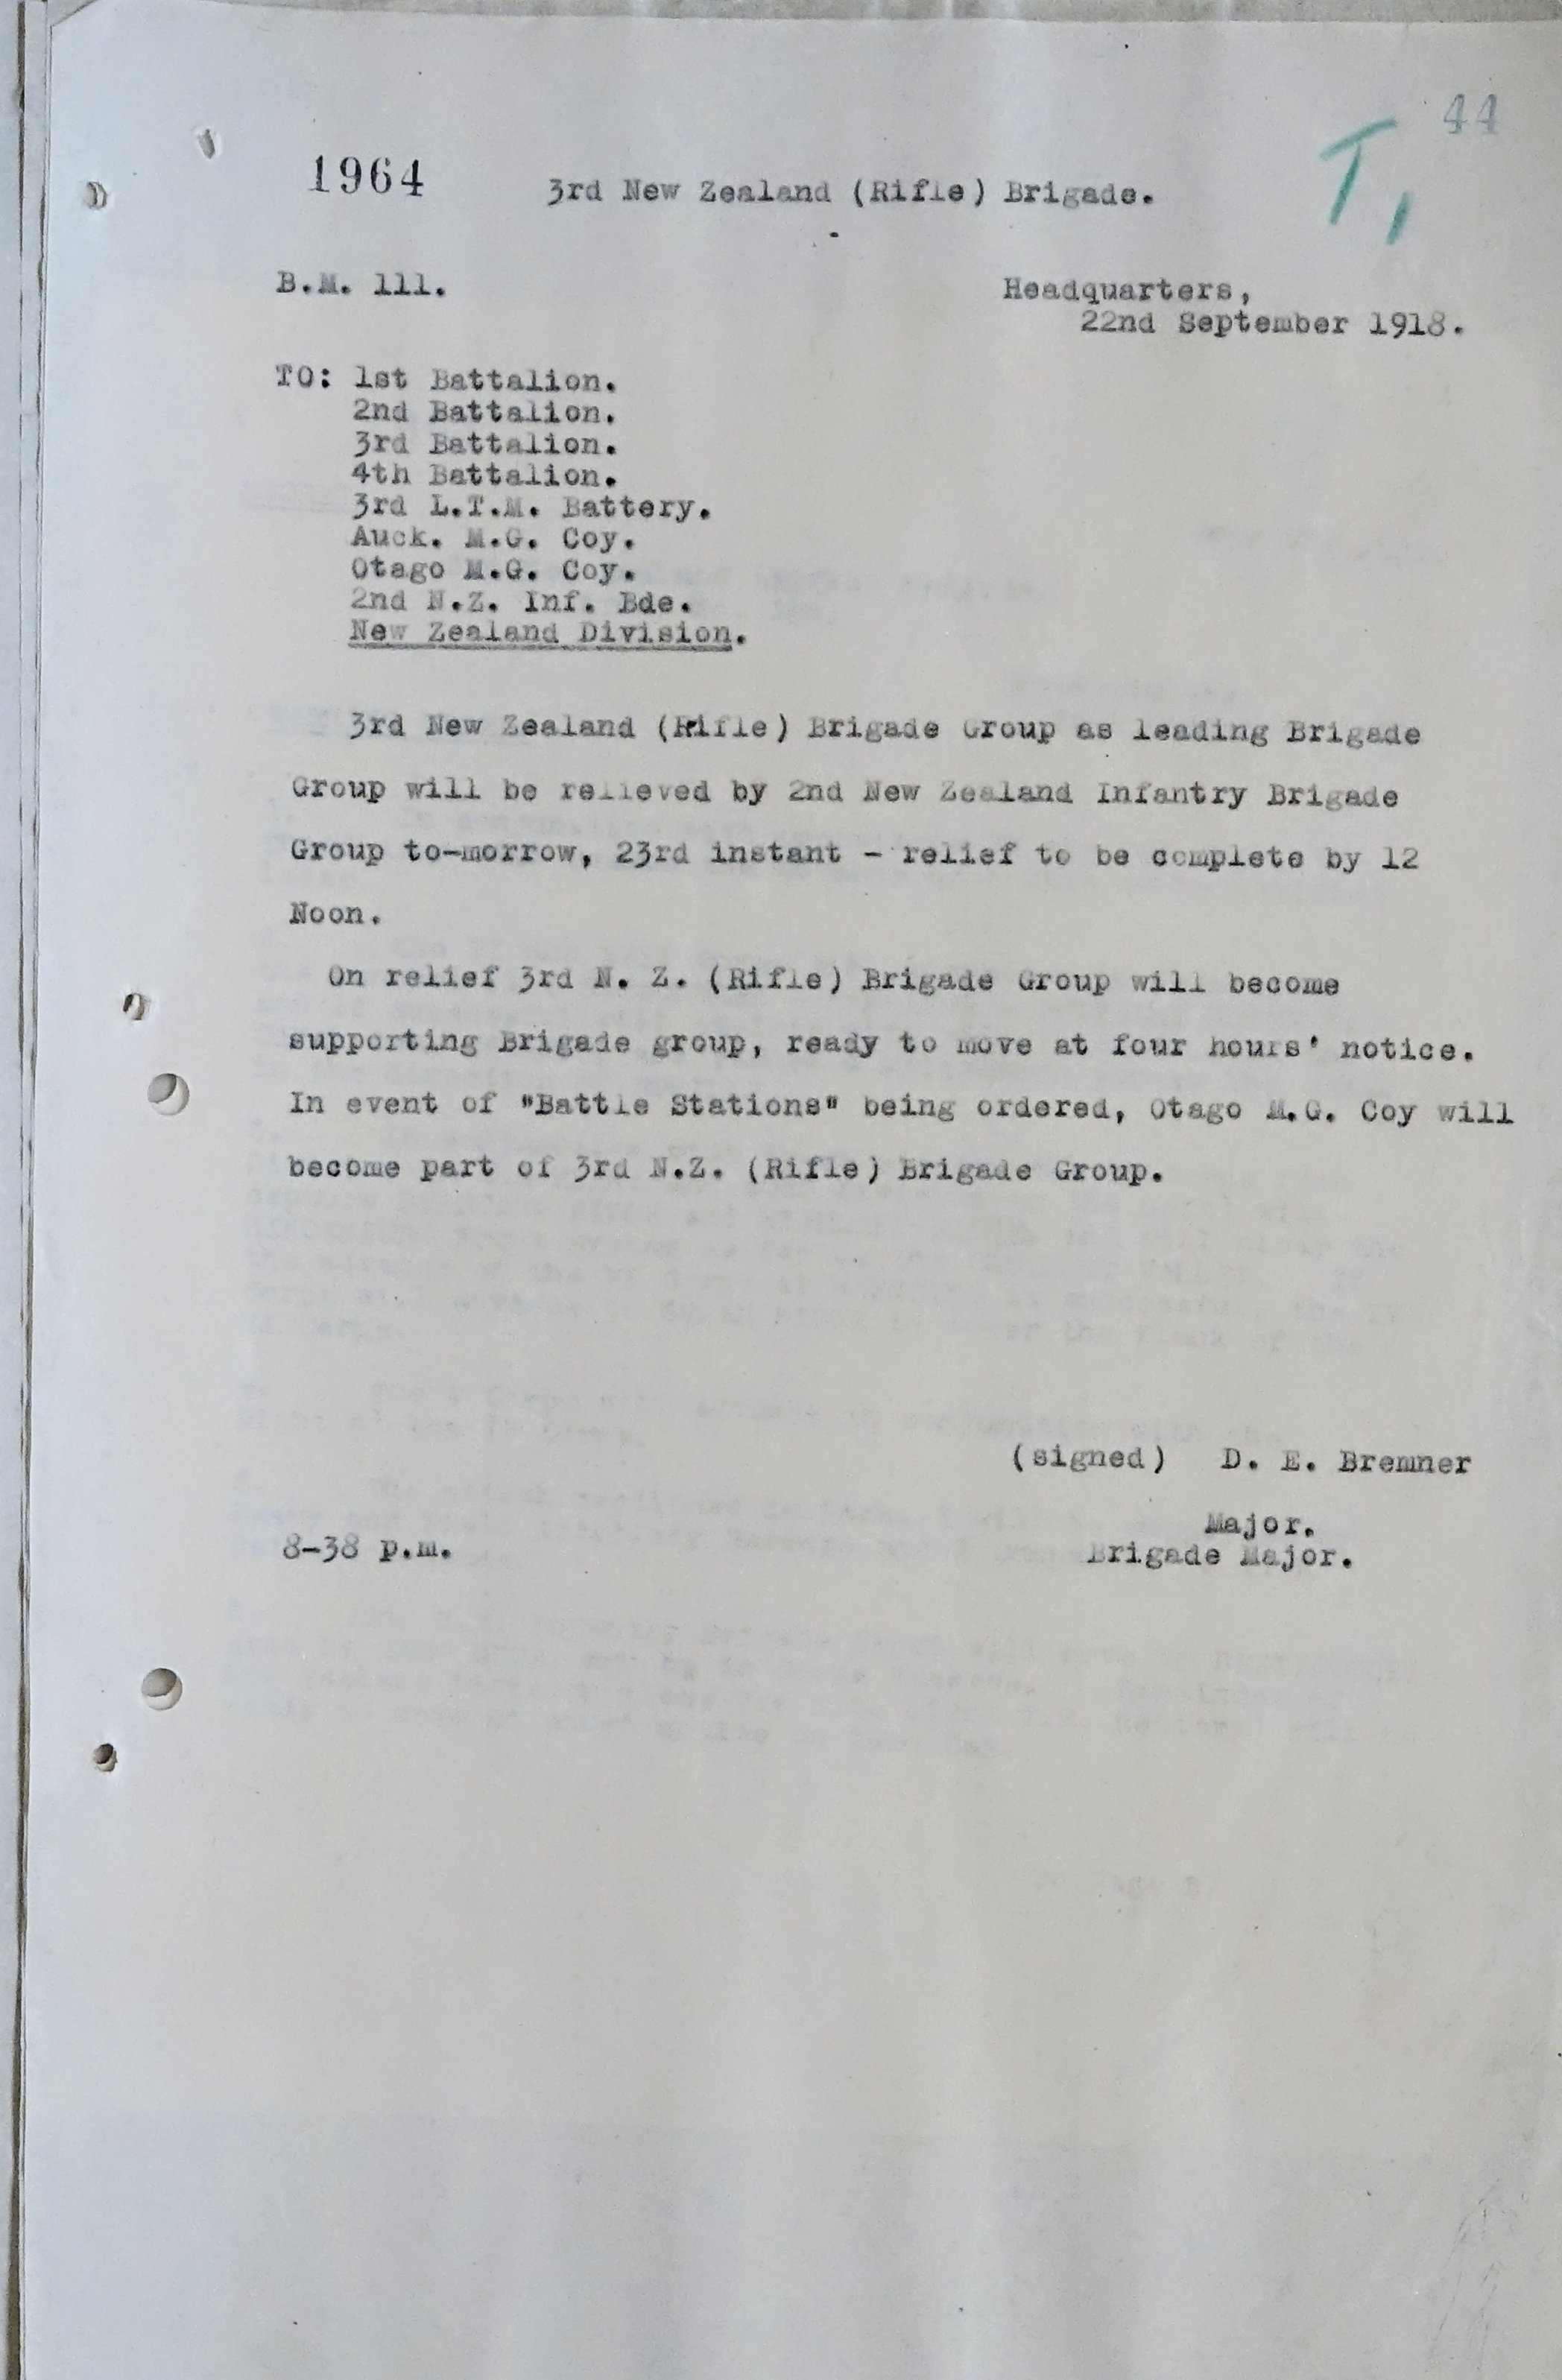 44
T,
1964
3rd New Zealand (Rifle) Brigade.
B.M. 111.
Headquarters,
22nd September 1918.
TO: 1st Battalion.
2nd Battalion.
3rd Battalion.
4th Battalion.
3rd L.T.M. Battery.
Auck. M.G. Coy.
Otago M.G. Coy.
2nd N.Z. Inf. Bde.
New Zealand Division.
3rd New Zealand (Rifle) Brigade Group as leading Brigade
Group will be relieved by 2nd New Zealand Infantry Brigade
Group to-morrow, 23rd instant - relief to be complete by 12
Noon.
On relief 3rd N. Z. (Rifle) Brigade Group will become
supporting Brigade group, ready to move at four hours' notice.
In event of "Battle Stations" being ordered, Otago M.G. Coy will
become part of 3rd N.Z. (Rifle) Brigade Group.
(signed) D. E. Bremner
Major.
8-38 p.m.
Brigade Major.